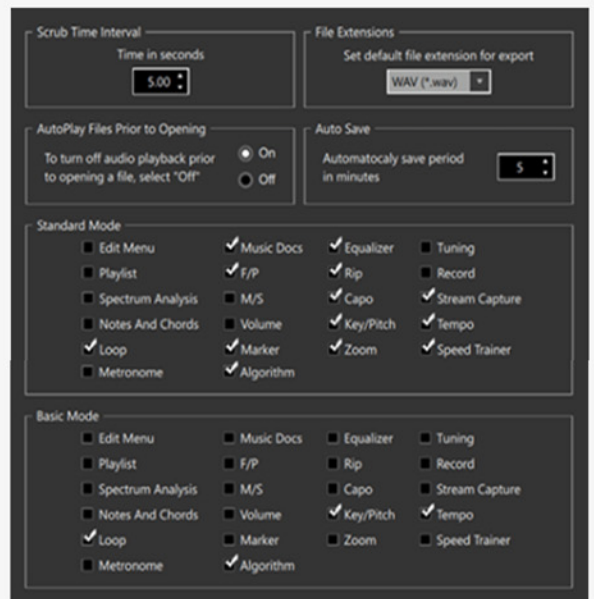 Scrub Time Interval
File Extensions
Time in seconds
Set default file extension for export
5.00
WAV (*.wav)
AutoPlay Files Prior to Opening
Auto Save
To turn off audio playback prior
to opening a file, select "Off"
On
Off
Automatocaly save period
in minutes
5
Standard Mode
Edit Menu Music Docs Equalizer Tuning
Playlist F/P Rip Record
Spectrum Analysis M/S Capo Stream Capture
Notes And Chords Volume Key/Pitch Tempo
Loop Marker Zoom Speed Trainer
Metronome Algorithm
Basic Mode
Edit Menu Music Docs Equalizer Tuning
Playlist F/P Rip Record
Spectrum Analysis M/S Capo Stream Capture
Notes And Chords Volume Key/Pitch Tempo
Loop Marker Zoom Speed Trainer
Metronome Algorithm